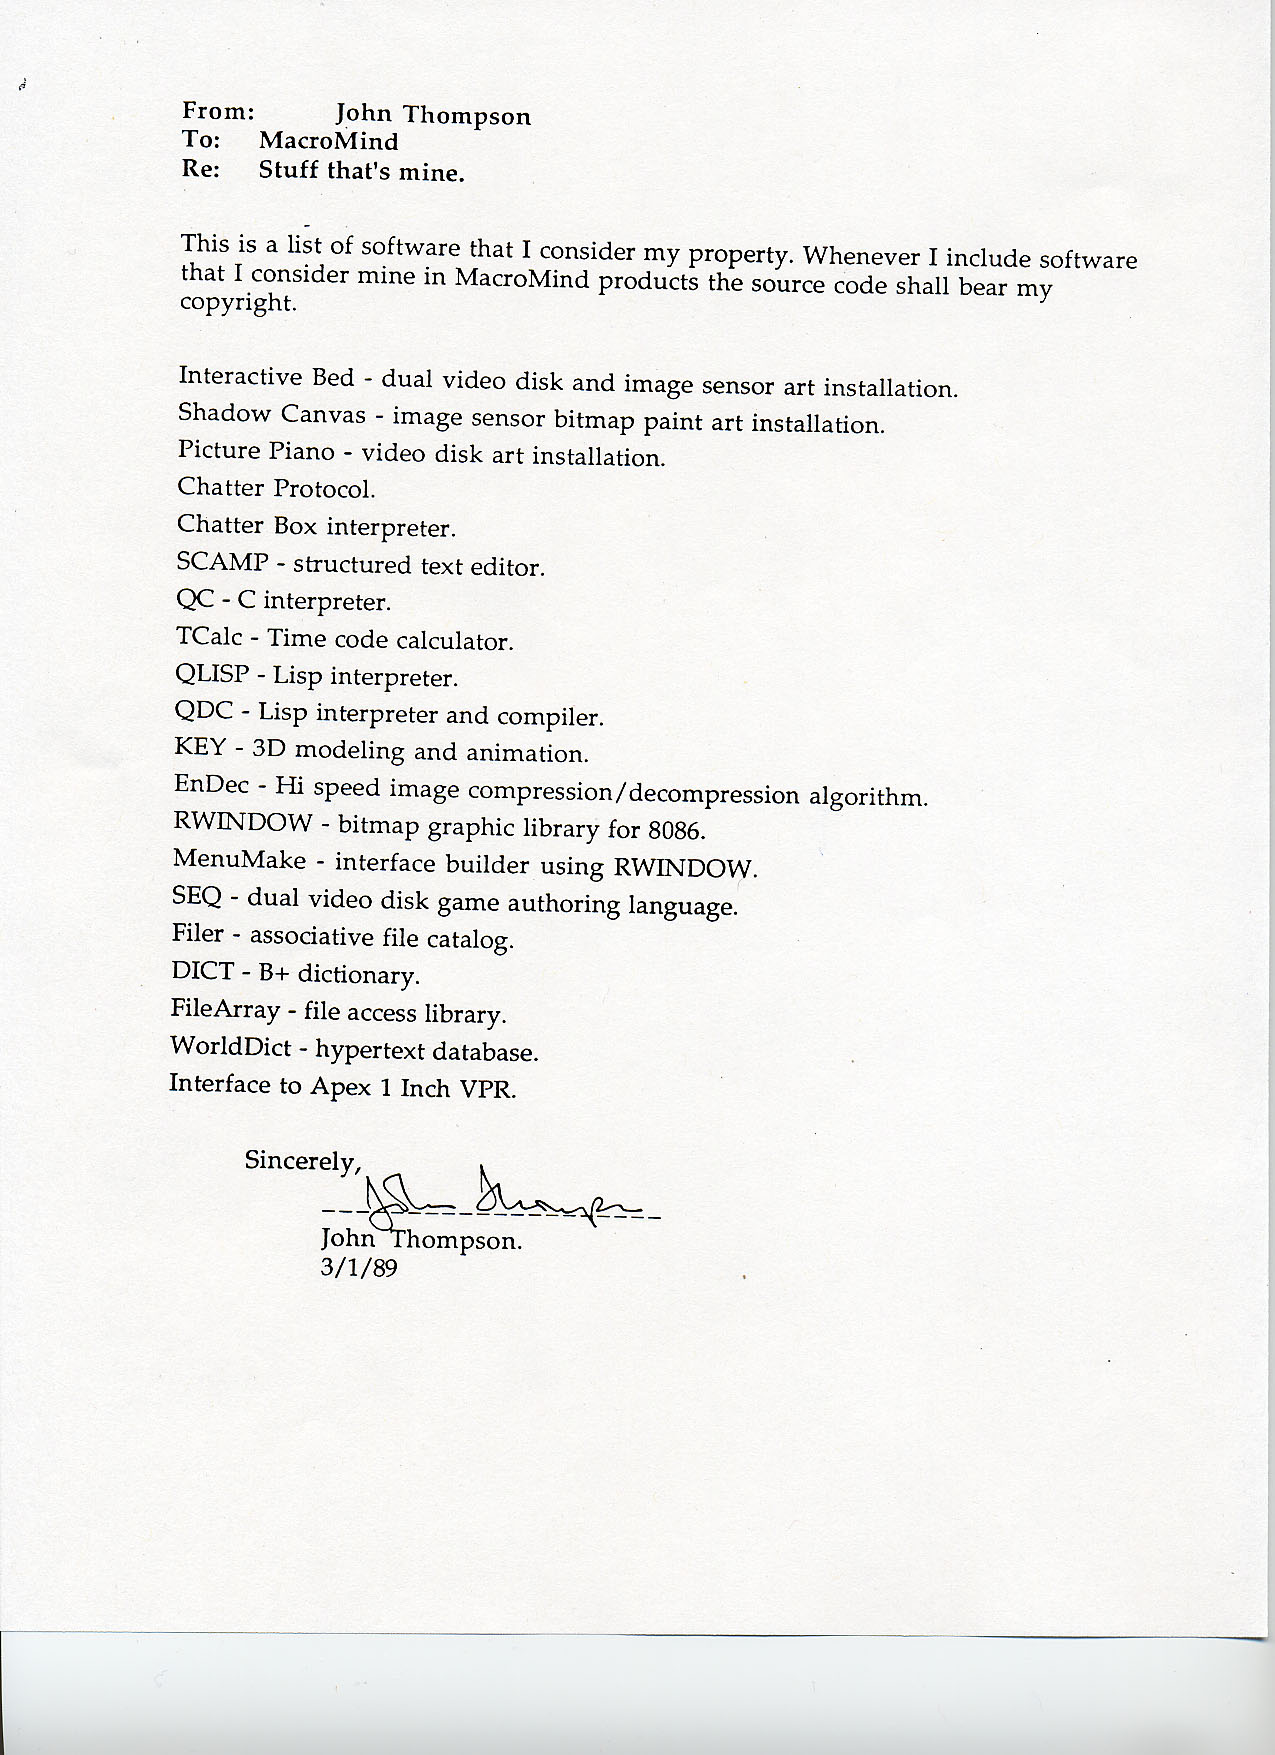 From: John Thompson
To: MacroMind
Re: Stuff that's mine.
This is a list of software that I consider my property. Whenever I include software
that I consider mine in MacroMind products the source code shall bear my
copyright.
Interactive Bed - dual video disk and image sensor art installation.
Shadow Canvas - image sensor bitmap paint art installation.
Picture Piano - video disk art installation.
Chatter Protocol.
Chatter Box interpreter.
SCAMP - structured text editor.
QC - C interpreter.
TCalc - Time code calculator.
QLISP - Lisp interpreter.
QDC - Lisp interpreter and compiler.
KEY - 3D modeling and animation.
EnDec - Hi speed image compression/decompression algorithm.
RWINDOW - bitmap graphic library for 8086.
MenuMake - interface builder using RWINDOW.
SEQ - dual video disk game authoring language.
Filer - associative file catalog.
DICT - B+ dictionary.
FileArray - file access library.
WorldDict - hypertext database.
Interface to Apex 1 Inch VPR.
Sincerely,
John Thompson
John Thompson.
3/1/89